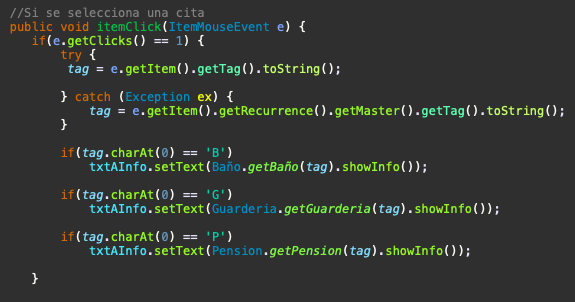 //Si se selecciona una cita
public void itemClick(ItemMouseEvent e) {
if(e.getClicks() == 1) {
try {
tag = e.getItem().getTag().toString();
} catch (Exception ex) {
tag = e.getItem().getRecurrence().getMaster().getTag().toString();
}
if(tag.charAt(0) == 'B')
txtAInfo.setText(Baño.getBaño(tag).showInfo());
if(tag.charAt(0) == 'G')
txtAInfo.setText(Guarderia.getGuarderia(tag).showInfo());
if(tag.charAt(0) == 'P')
txtAInfo.setText(Pension.getPension(tag).showInfo());
}